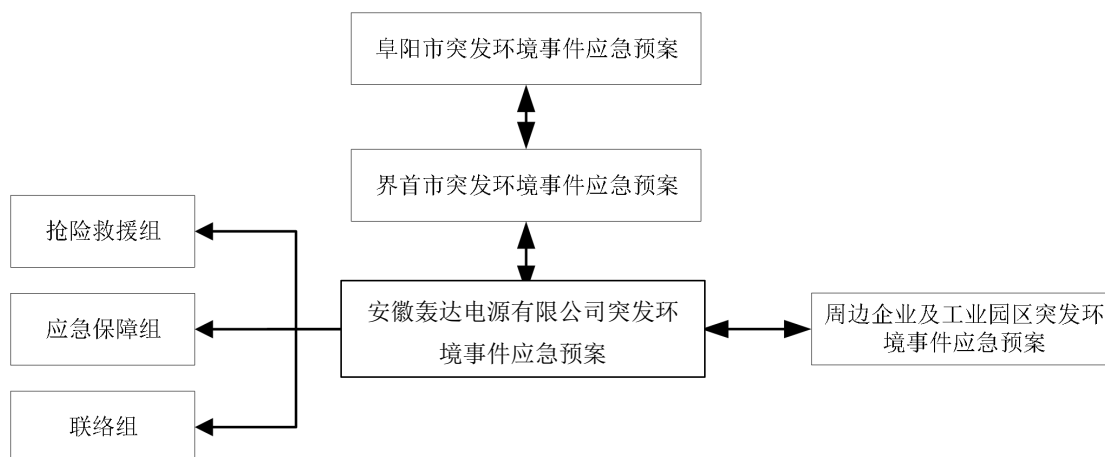 阜阳市突发环境事件应急预案
界首市突发环境事件应急预案
抢险救援组
应急保障组
联络组
安徽轰达电源有限公司突发环
境事件应急预案
周边企业及工业园区突发环
境事件应急预案